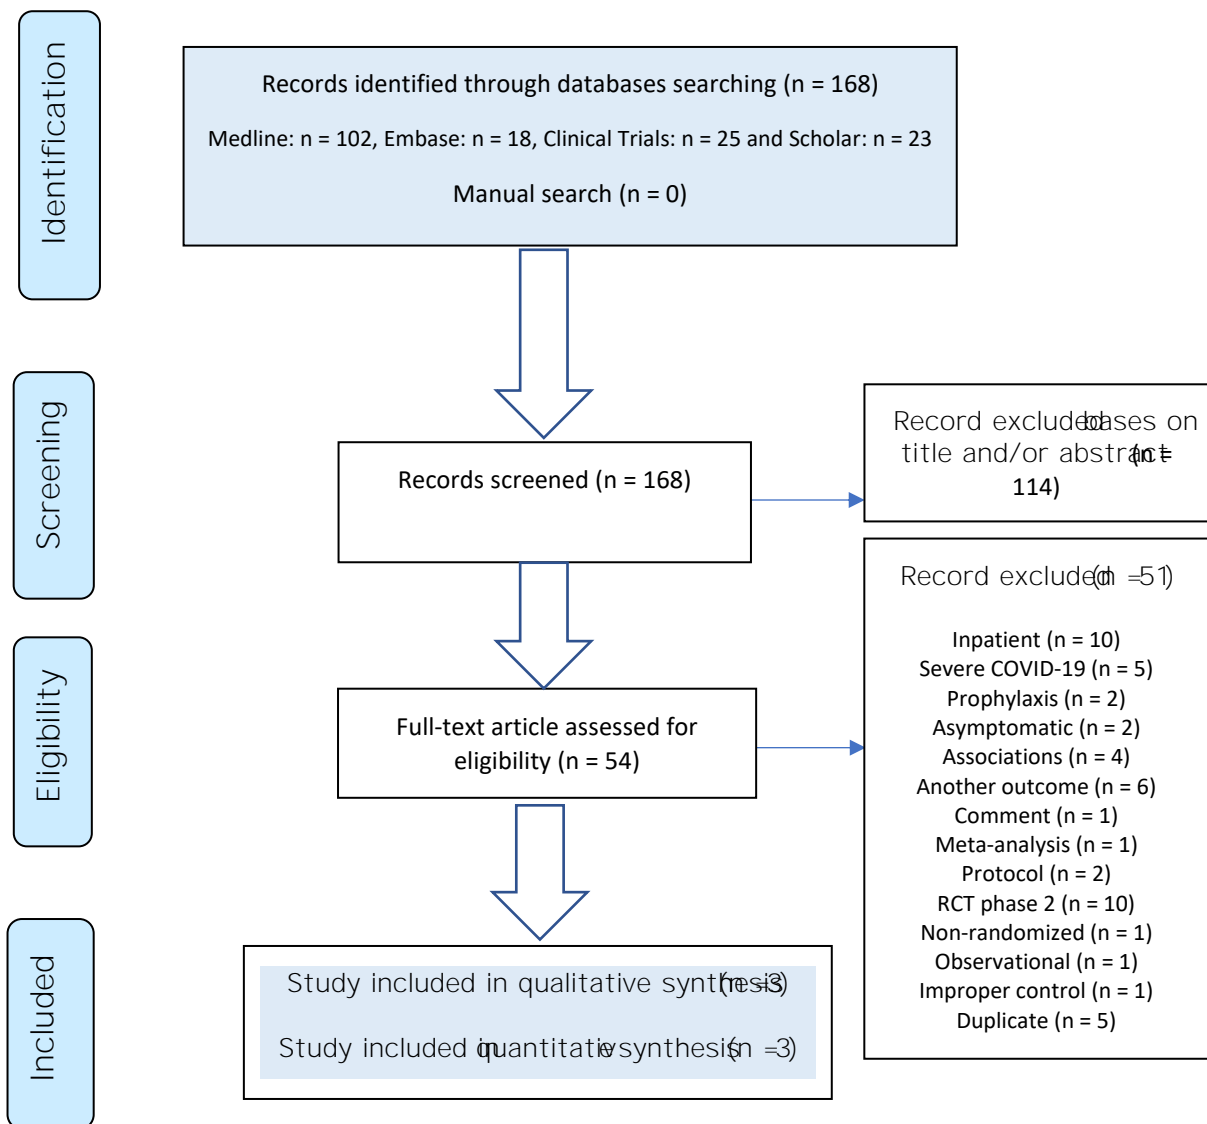 Identification
Records identified through databases searching (n = 168)
Medline: n = 102, Embase: n = 18, Clinical Trials: n = 25 and Scholar: n = 23
Manual search (n = 0)
Screening
Records screened (n = 168)
Record excluded bases on
title and/or abstract (n =
114)
Eligibility
Full-text article assessed for
eligibility (n = 54)
Record excluded (n =51)
Inpatient (n = 10)
Severe COVID-19 (n = 5)
Prophylaxis (n = 2)
Asymptomatic (n = 2)
Associations (n = 4)
Another outcome (n = 6)
Comment (n = 1)
Meta-analysis (n = 1)
Protocol (n = 2)
RCT phase 2 (n = 10)
Non-randomized (n = 1)
Observational (n = 1)
Improper control (n = 1)
Duplicate (n = 5)
Included
Study included in qualitative synthesis (n =3)
Study included in quantitative synthesis (n =3)